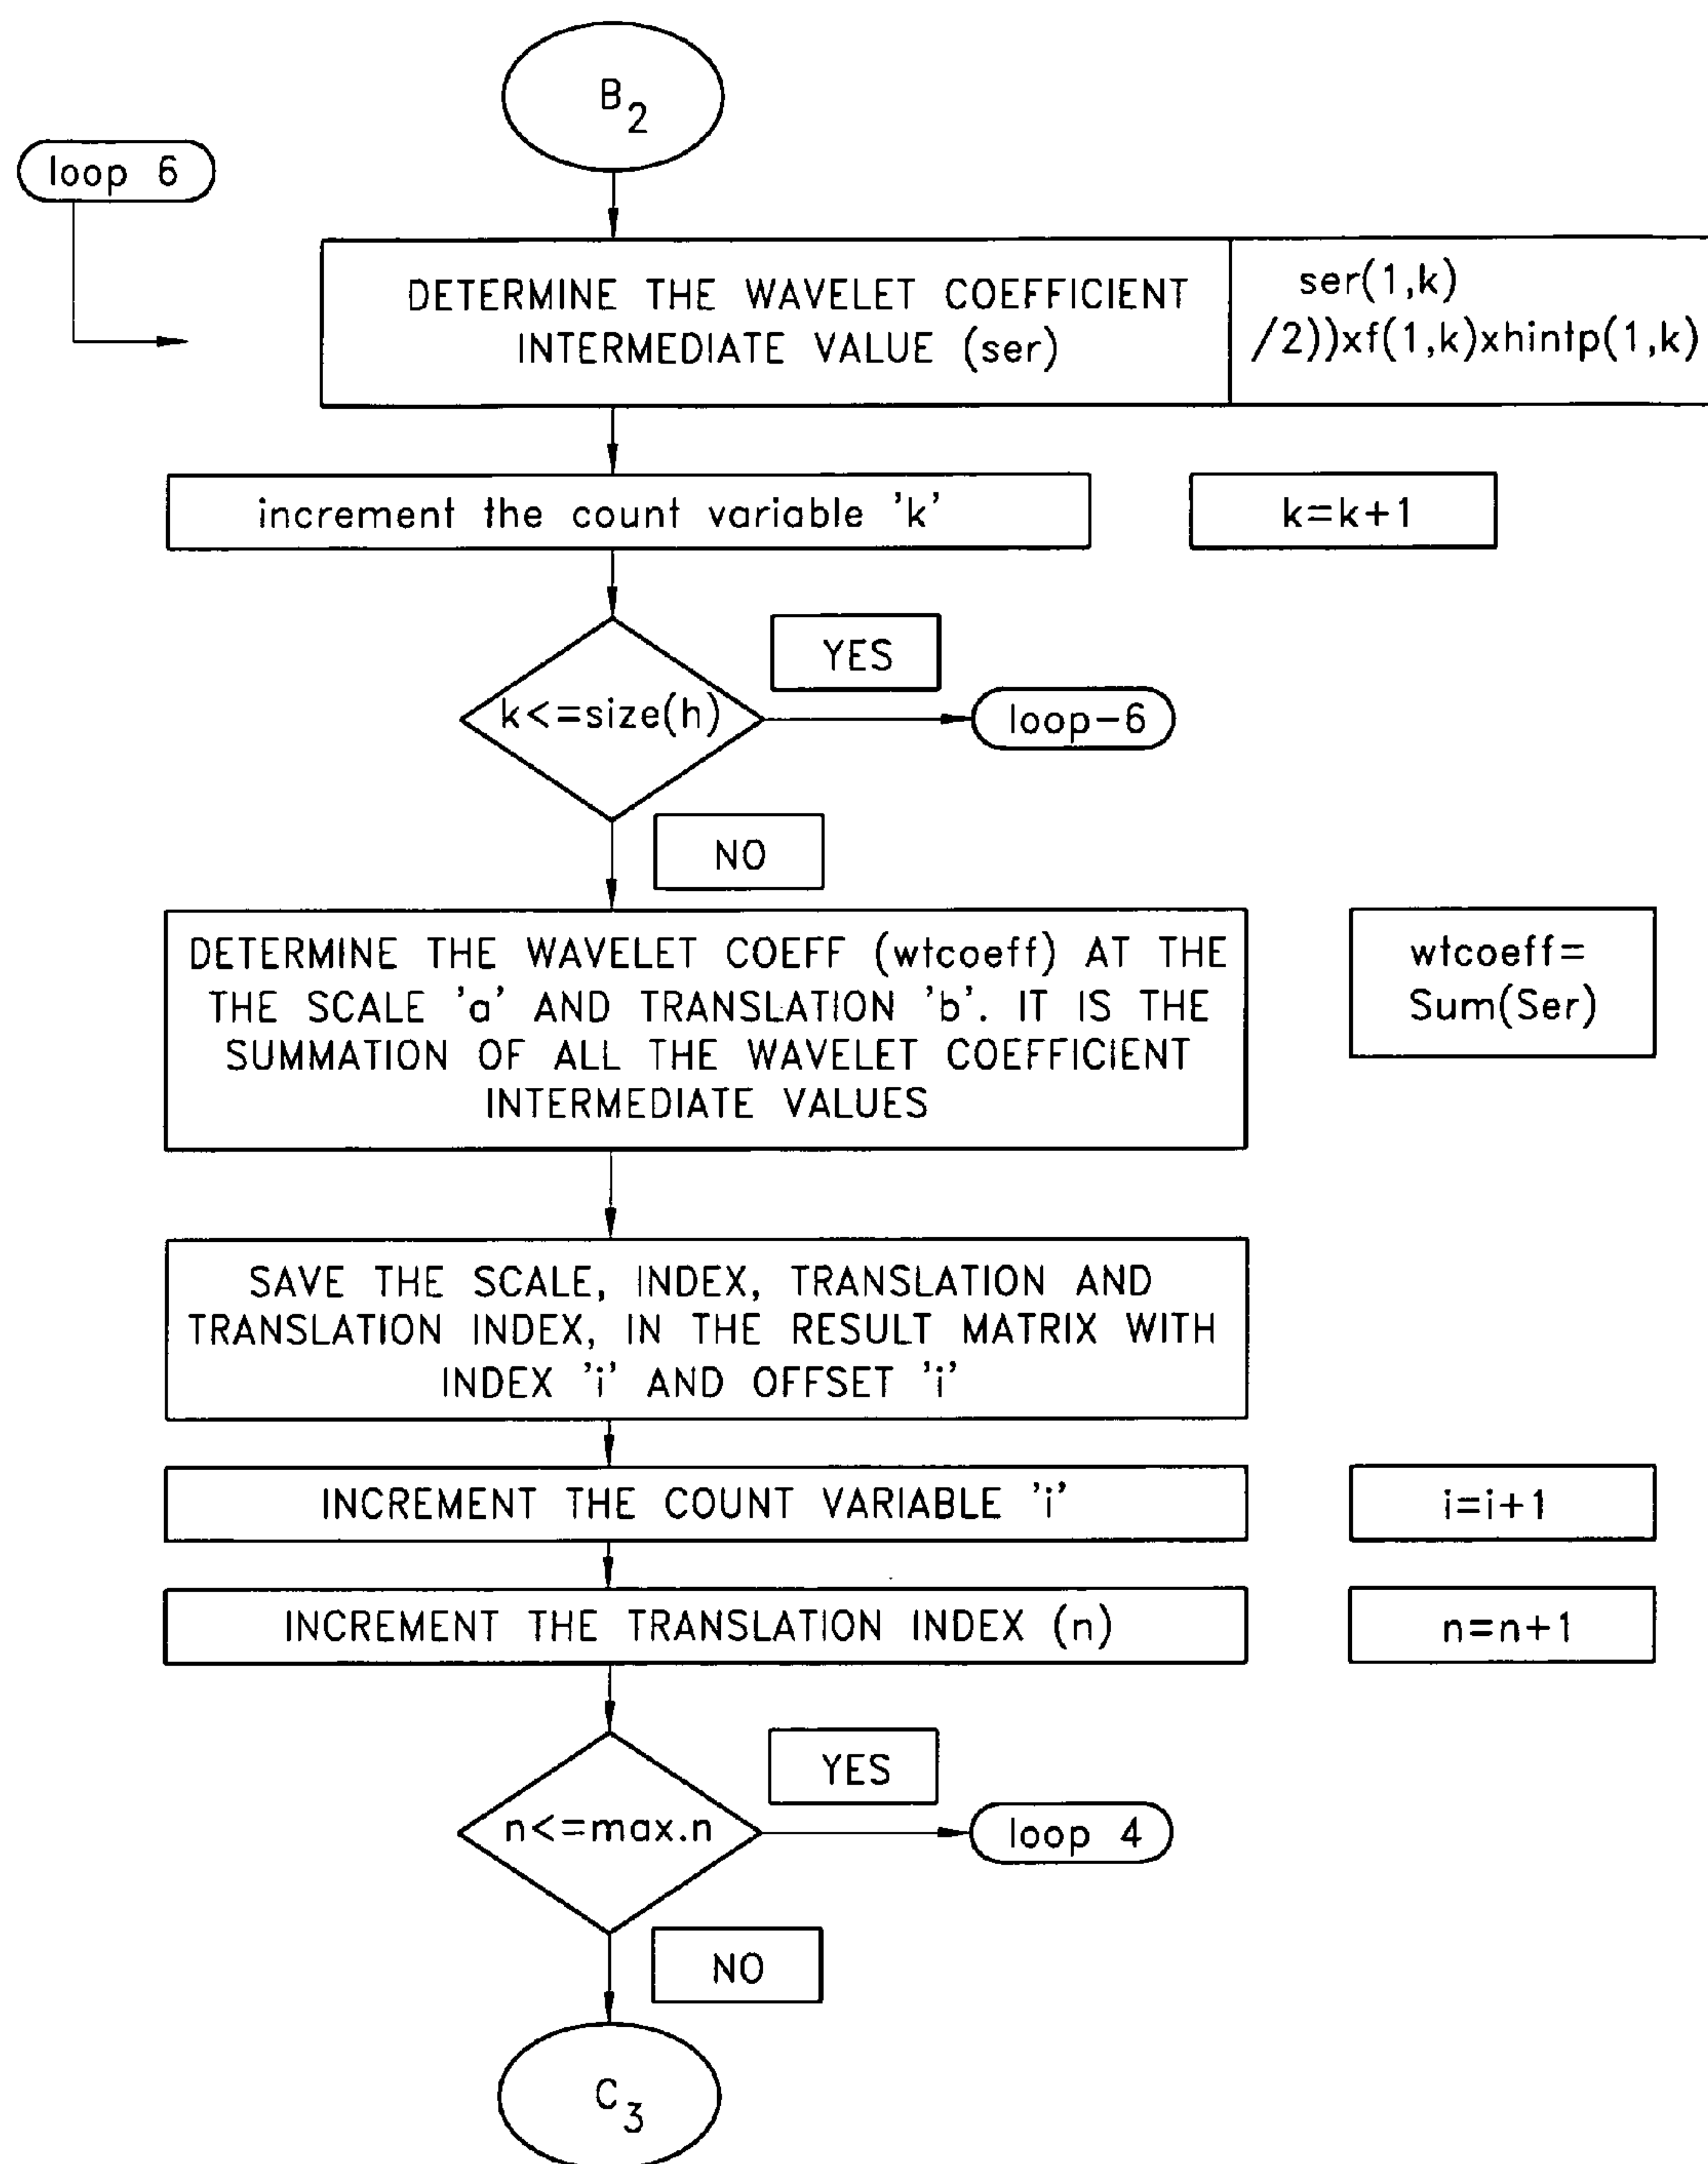 B2
loop 6
DETERMINE THE WAVELET COEFFICIENT
INTERMEDIATE VALUE (ser)
ser(1,k)
/2))xf(1,k)xhintp(1,k)
increment the count variable 'k'
k=k+1
YES
k<=size(h)
loop-6
NO
DETERMINE THE WAVELET COEFF (wtcoeff) AT THE
THE SCALE 'a' AND TRANSLATION 'b'. IT IS THE
SUMMATION OF ALL THE WAVELET COEFFICIENT
INTERMEDIATE VALUES
wtcoeff=
Sum(Ser)
SAVE THE SCALE, INDEX, TRANSLATION AND
TRANSLATION INDEX, IN THE RESULT MATRIX WITH
INDEX 'i' AND OFFSET 'i'
INCREMENT THE COUNT VARIABLE 'i'
i=i+1
INCREMENT THE TRANSLATION INDEX (n)
n=n+1
YES
n<=max.n
loop 4
NO
C3